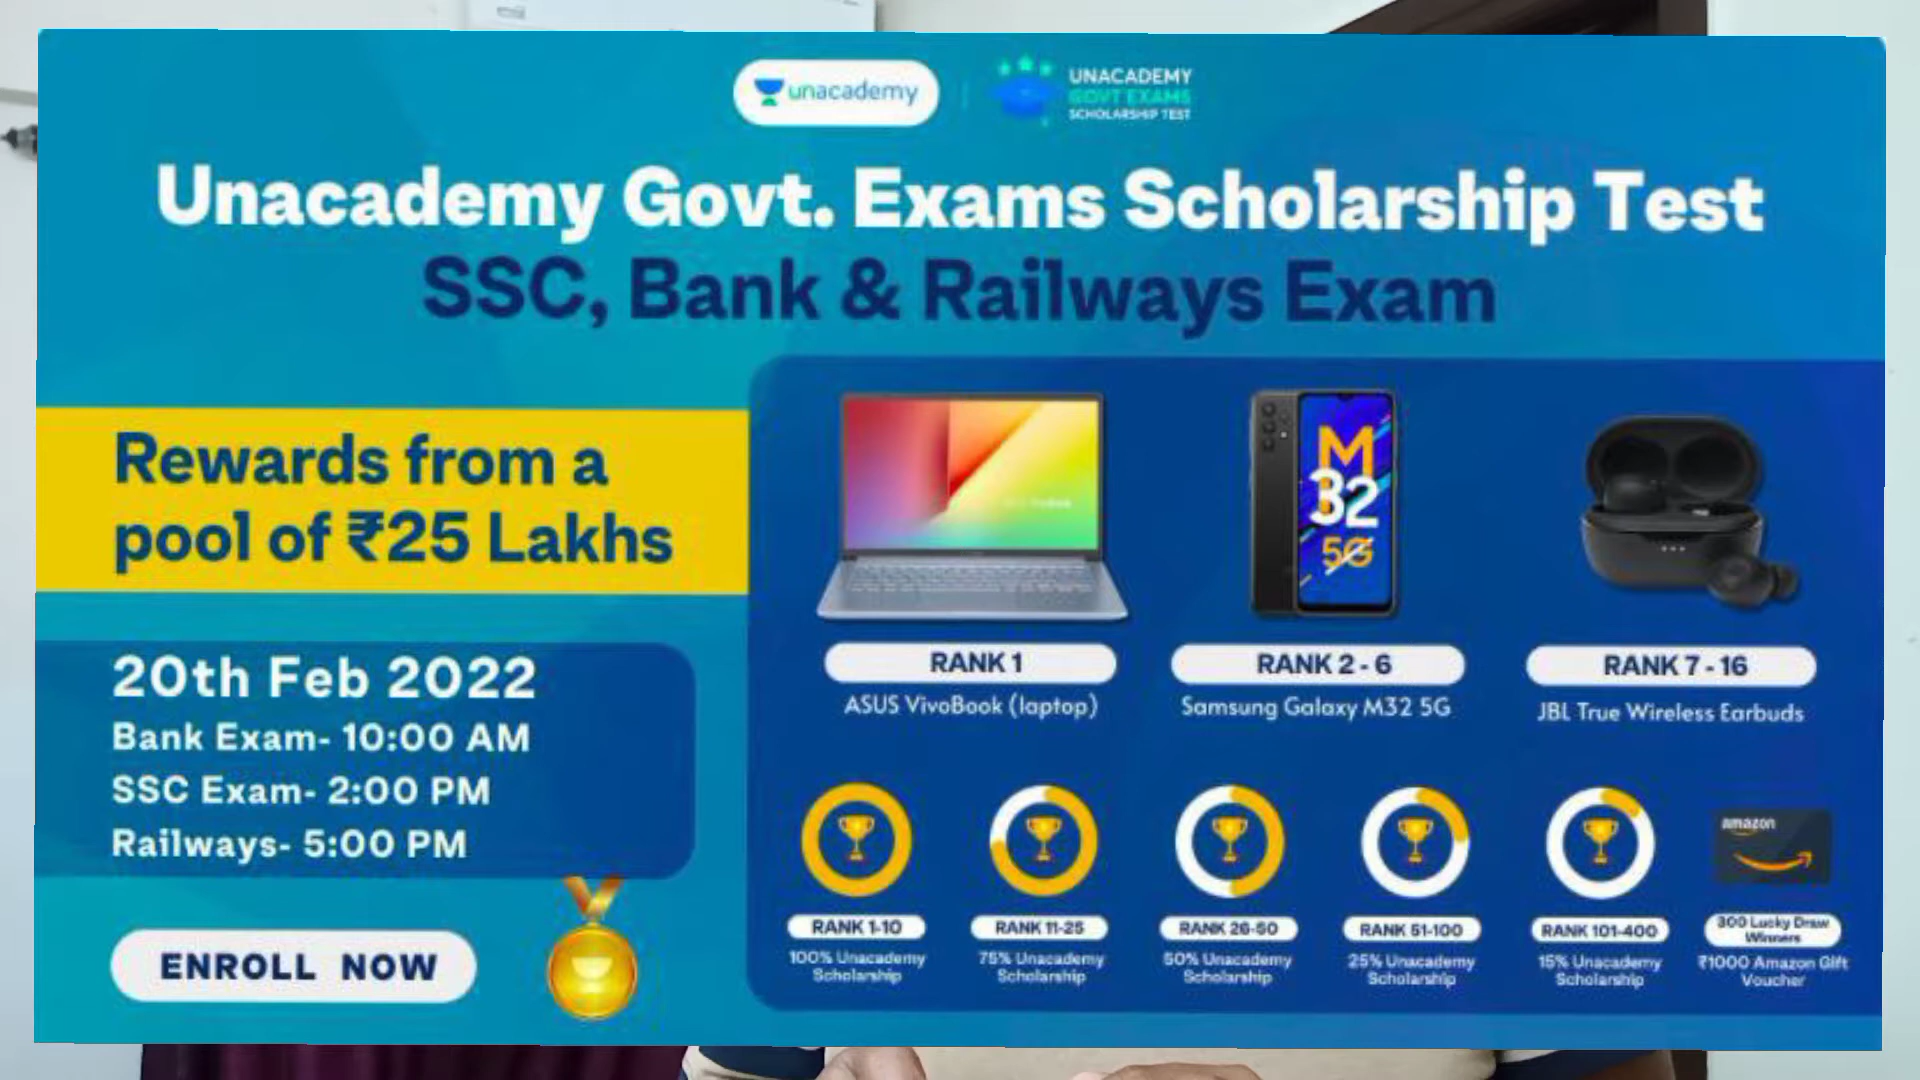 unacademy
UNACADEMY
GOVT EXAMS
SCHOLARSHIP TEST
Unacademy Govt. Exams Scholarship Test
SSC, Bank & Railways Exam
Rewards from a
pool of ₹25 Lakhs
20th Feb 2022
Bank Exam- 10:00 AM
SSC Exam- 2:00 PM
Railways- 5:00 PM
ENROLL NOW
M
32
5G
RANK 1
ASUS VivoBook (laptop)
RANK 2 - 6
Samsung Galaxy M32 5G
RANK 7 - 16
JBL True Wireless Earbuds
RANK 1-10
100% Unacademy
Scholarship
RANK 11-25
75% Unacademy
Scholarship
RANK 26-50
50% Unacademy
Scholarship
RANK 51-100
25% Unacademy
Scholarship
RANK 101-400
15% Unacademy
Scholarship
amazon
300 Lucky Draw
Winners
₹1000 Amazon Gift
Voucher